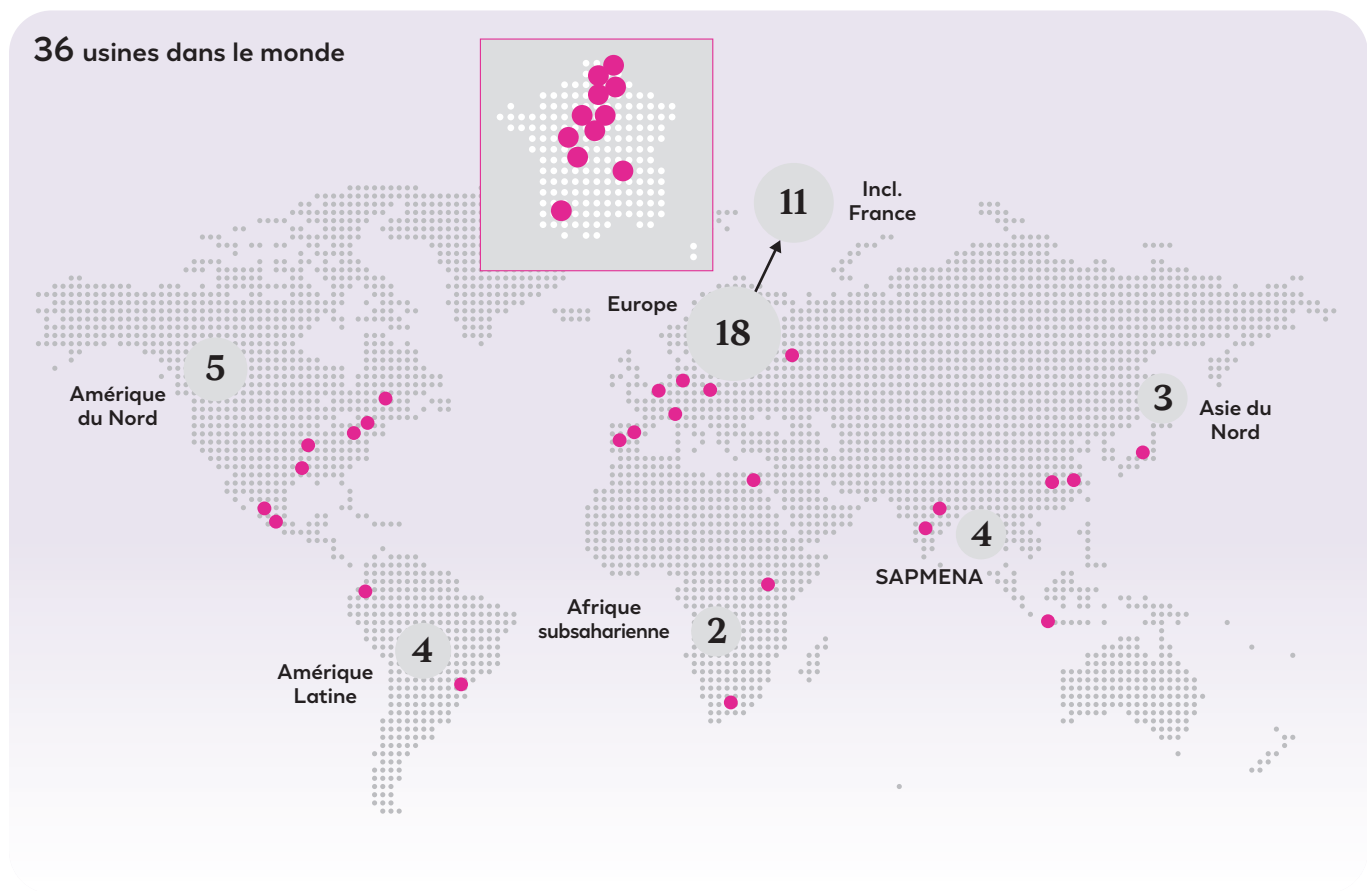 36 usines dans le monde
11
Incl.
France
Europe
18
5
Amérique
du Nord
3
Asie du
Nord
4
SAPMENA
Afrique
subsaharienne
2
4
Amérique
Latine